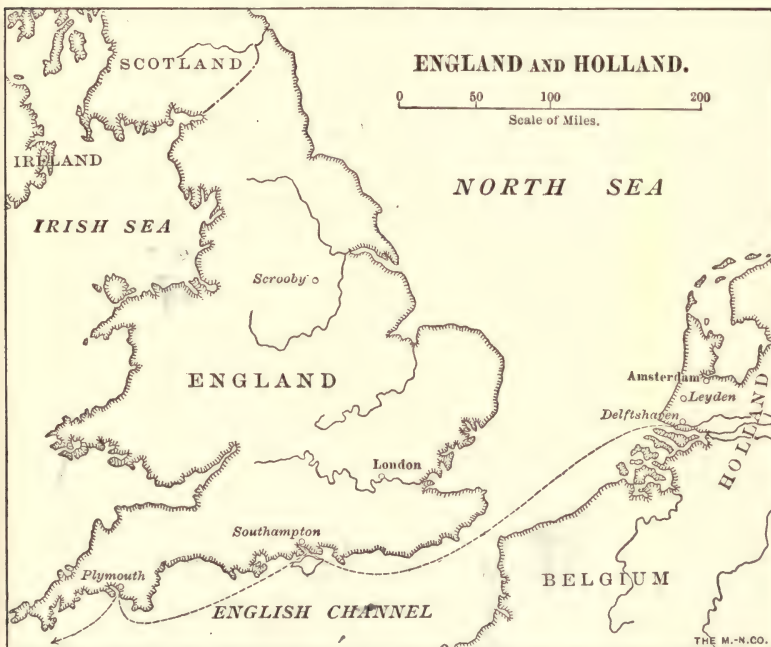 SCOTLAND
ENGLAND AND HOLLAND.
0 50 100 200
Scale of Miles.
IRELAND
NORTH SEA
IRISH SEA
Scrooby
ENGLAND
Amsterdam
Leyden
Delftshaven
HOLLAND
London
Southampton
Plymouth
BELGIUM
ENGLISH CHANNEL
THE M.-N.CO.